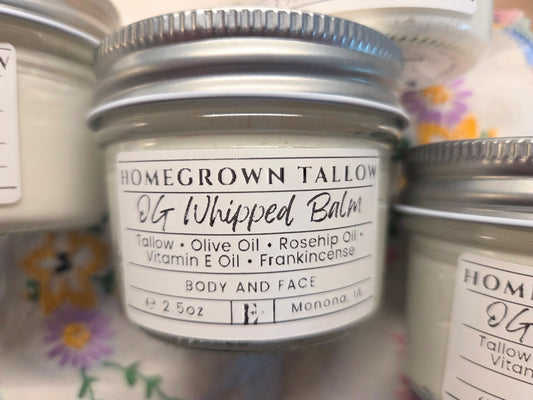 HOMEGROWN TALLOW
OG Whipped Balm
Tallow • Olive Oil • Rosehip Oil •
Vitamin E Oil • Frankincense
BODY AND FACE
℮ 2.5oz
E
Monona, IA
HOM
OG
Tallow
Vitam